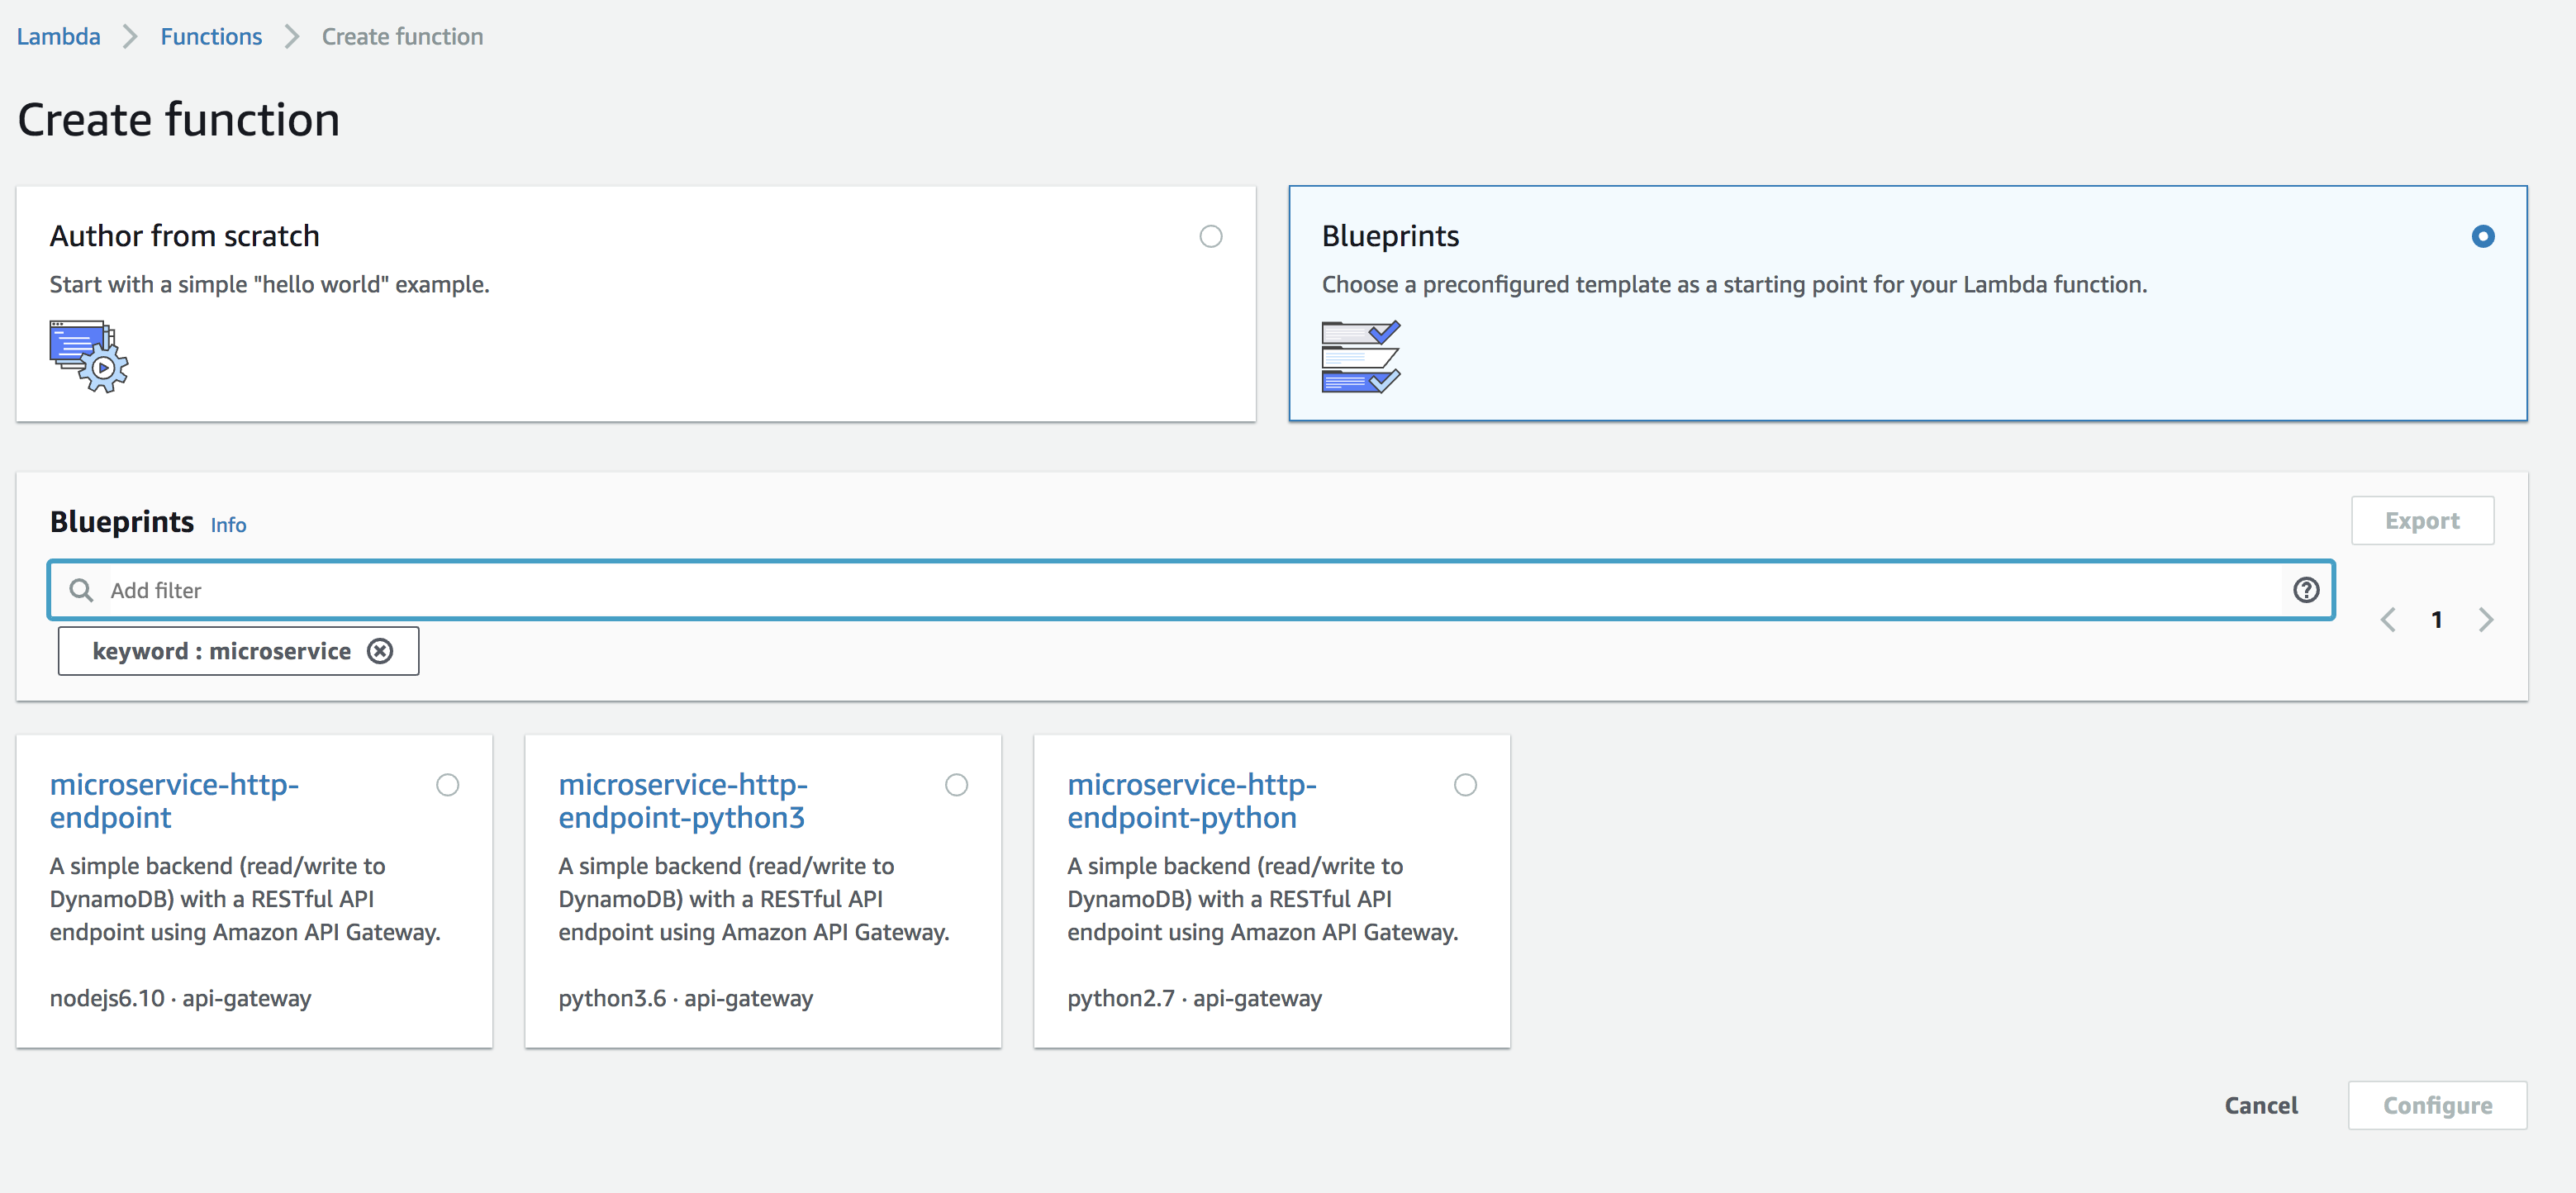 Lambda Functions Create function
Create function
Author from scratch
Start with a simple "hello world" example.
Blueprints
Choose a preconfigured template as a starting point for your Lambda function.
Blueprints Info
Export
Add filter
keyword : microservice
1
microservice-http-
endpoint
A simple backend (read/write to
DynamoDB) with a RESTful API
endpoint using Amazon API Gateway.
nodejs6.10 · api-gateway
microservice-http-
endpoint-python3
A simple backend (read/write to
DynamoDB) with a RESTful API
endpoint using Amazon API Gateway.
python3.6 · api-gateway
microservice-http-
endpoint-python
A simple backend (read/write to
DynamoDB) with a RESTful API
endpoint using Amazon API Gateway.
python2.7 · api-gateway
Cancel
Configure